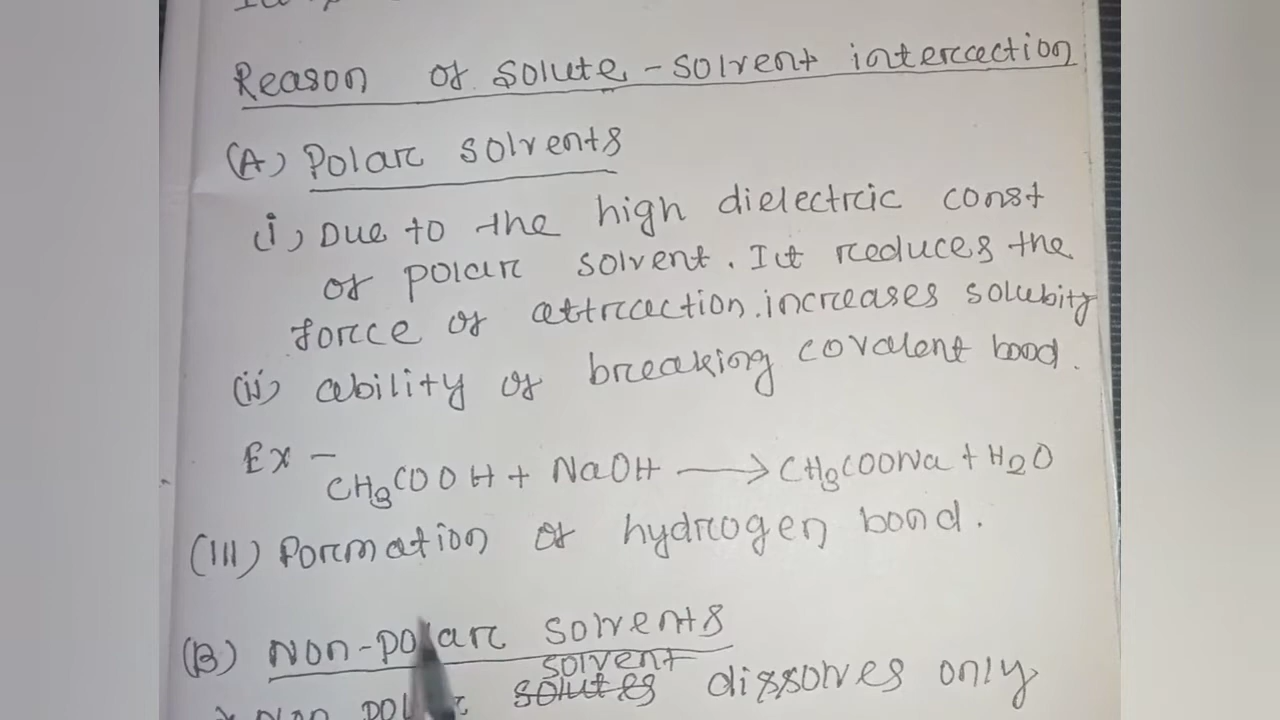 Reason of solute-solvent interaction
(A) Polar solvents
(i) Due to the high dielectric const
of polar solvent. It reduces the
force of attraction. increases solubity
(ii) ability of breaking covalent bond.
Ex - CH3COOH + NaOH ⟶ CH3COONa + H2O
(III) Formation of hydrogen bond.
(B) Non-polar solvents
solvent
solutes dissolves only